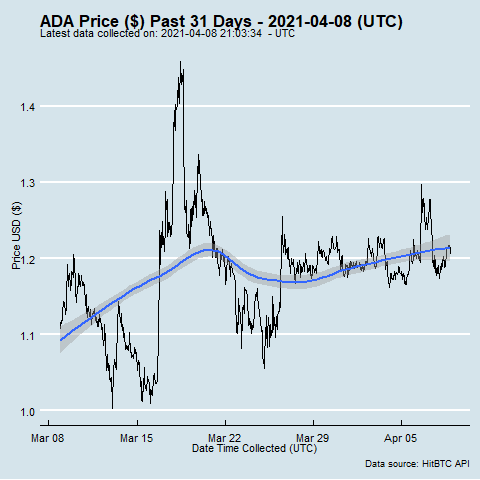 ADA Price ($) Past 31 Days - 2021-04-08 (UTC)
Latest data collected on: 2021-04-08 21:03:34  - UTC
1.4
1.3
1.2
1.1
1.0
Price USD ($)
Mar 08 Mar 15 Mar 22 Mar 29 Apr 05
Date Time Collected (UTC)
Data source: HitBTC API